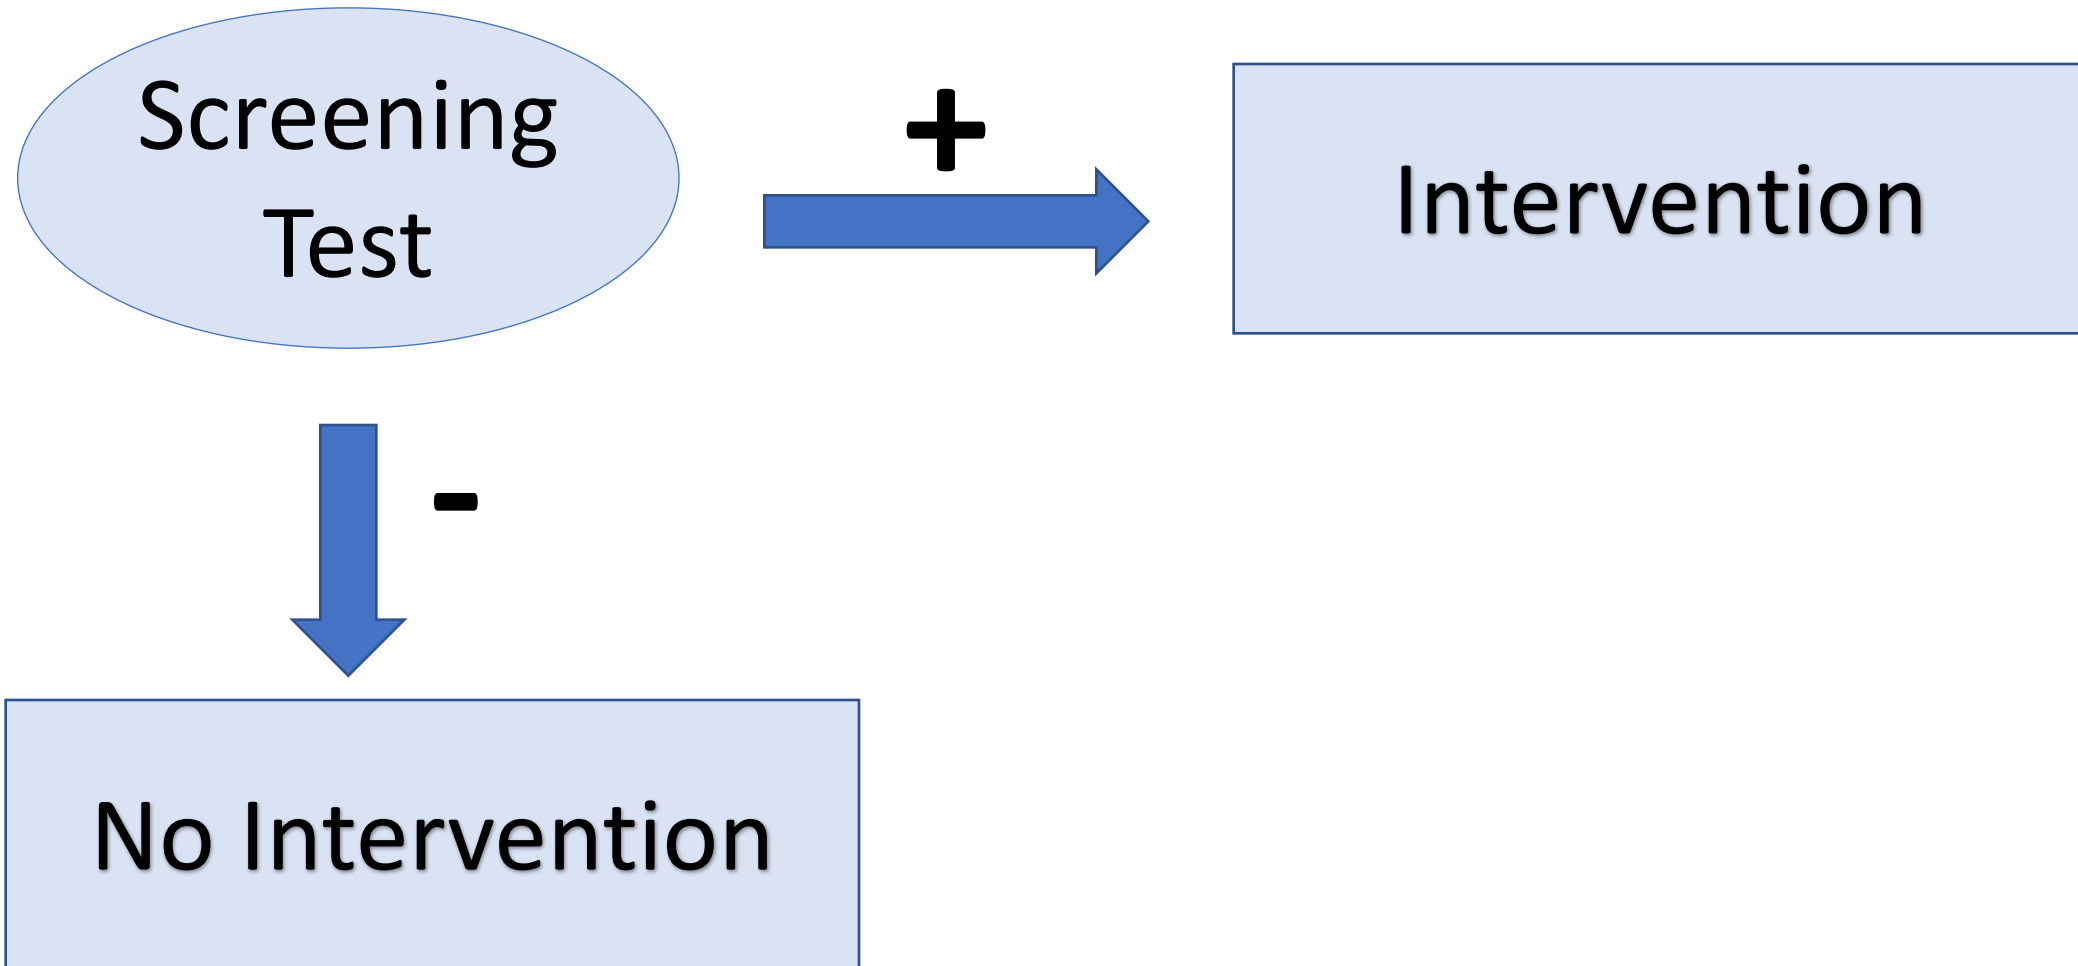 Screening
Test
+
Intervention
-
No Intervention